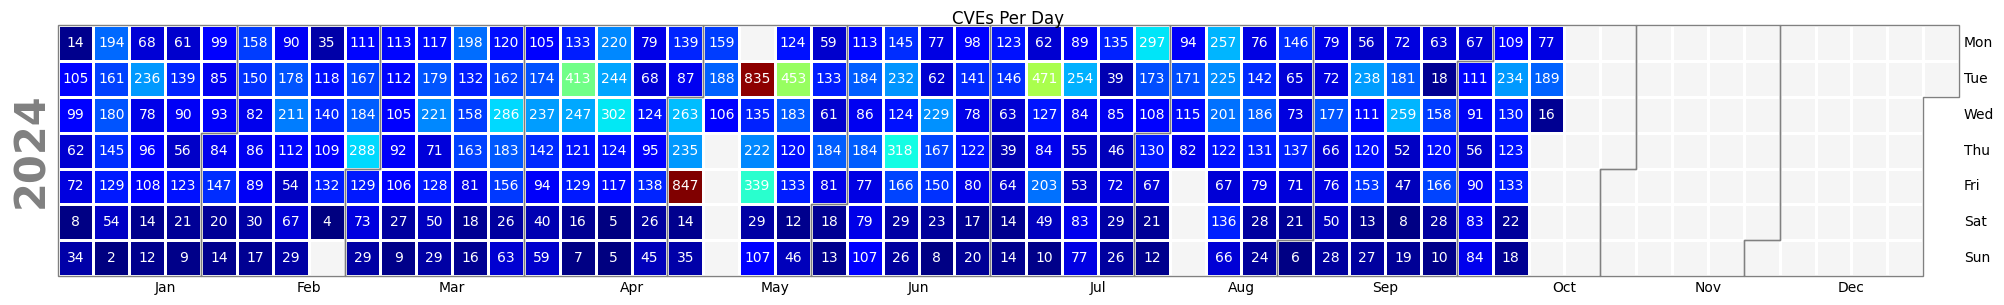 CVEs Per Day
14 194 68 61 99 158 90 35 111 113 117 198 120 105 133 220 79 139 159 124 59 113 145 77 98 123 62 89 135 297 94 257 76 146 79 56 72 63 67 109 77 Mon
105 161 236 139 85 150 178 118 167 112 179 132 162 174 413 244 68 87 188 835 453 133 184 232 62 141 146 471 254 39 173 171 225 142 65 72 238 181 18 111 234 189 Tue
99 180 78 90 93 82 211 140 184 105 221 158 286 237 247 302 124 263 106 135 183 61 86 124 229 78 63 127 84 85 108 115 201 186 73 177 111 259 158 91 130 16 Wed
62 145 96 56 84 86 112 109 288 92 71 163 183 142 121 124 95 235 222 120 184 184 318 167 122 39 84 55 46 130 82 122 131 137 66 120 52 120 56 123 Thu
72 129 108 123 147 89 54 132 129 106 128 81 156 94 129 117 138 847 339 133 81 77 166 150 80 64 203 53 72 67 67 79 71 76 153 47 166 90 133 Fri
8 54 14 21 20 30 67 4 73 27 50 18 26 40 16 5 26 14 29 12 18 79 29 23 17 14 49 83 29 21 136 28 21 50 13 8 28 83 22 Sat
34 2 12 9 14 17 29 29 9 29 16 63 59 7 5 45 35 107 46 13 107 26 8 20 14 10 77 26 12 66 24 6 28 27 19 10 84 18 Sun
2024
Jan Feb Mar Apr May Jun Jul Aug Sep Oct Nov Dec